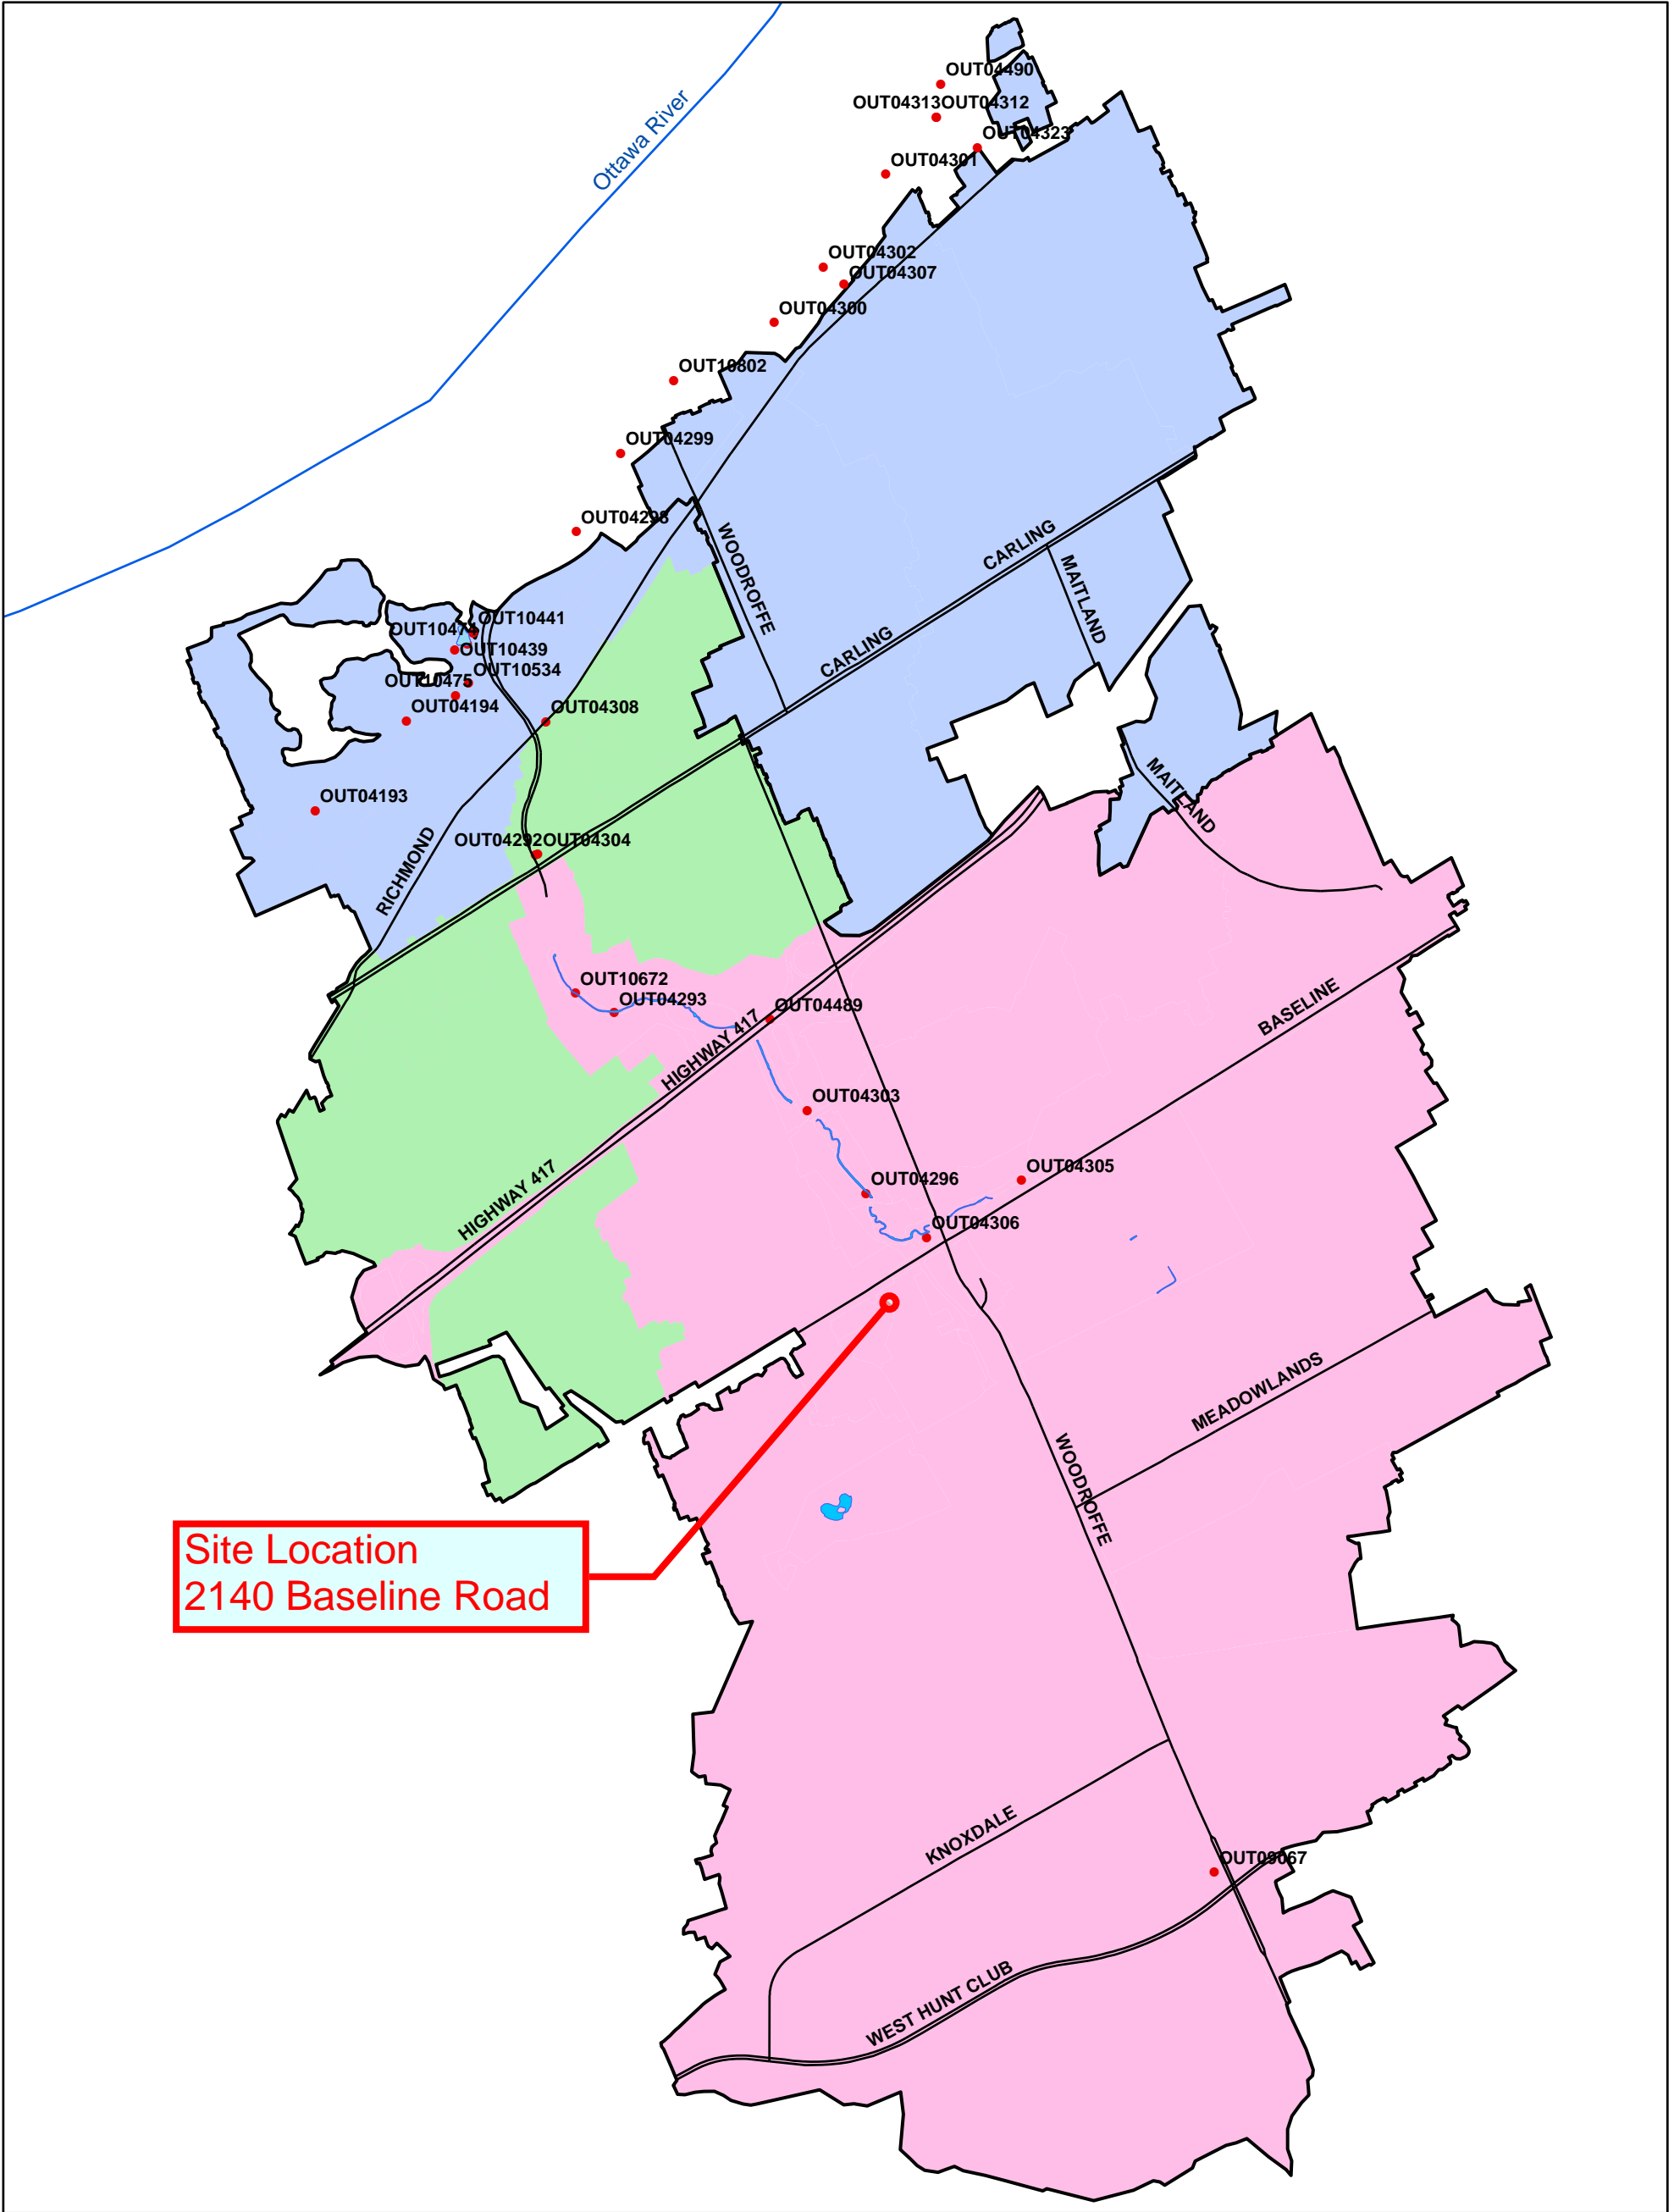 OUT04490
OUT04313OUT04312
OUT04323
OUT04301
Ottawa River
OUT04302
OUT04307
OUT04300
OUT10802
OUT04299
OUT04298
WOODROFFE
CARLING
MAITLAND
OUT10441
OUT10474
OUT10439
OUT10534
OUT10475
OUT04194
OUT04308
CARLING
MAITLAND
OUT04193
OUT04292OUT04304
RICHMOND
OUT10672
OUT04293
OUT04489
BASELINE
HIGHWAY 417
OUT04303
OUT04305
OUT04296
HIGHWAY 417
OUT04306
MEADOWLANDS
WOODROFFE
Site Location
2140 Baseline Road
KNOXDALE
OUT09067
WEST HUNT CLUB